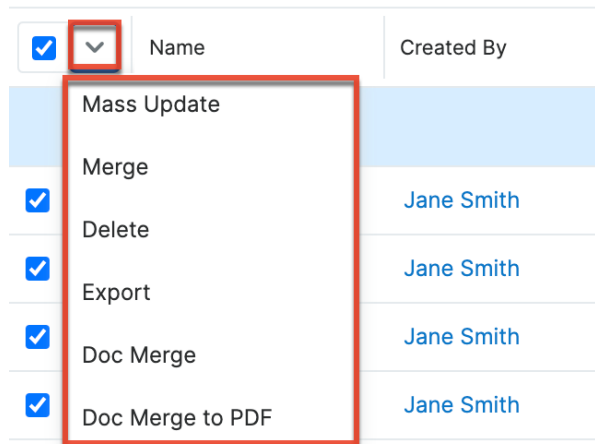 Name Created By
Mass Update
Merge
Jane Smith
Delete
Jane Smith
Export
Jane Smith
Doc Merge
Jane Smith
Doc Merge to PDF